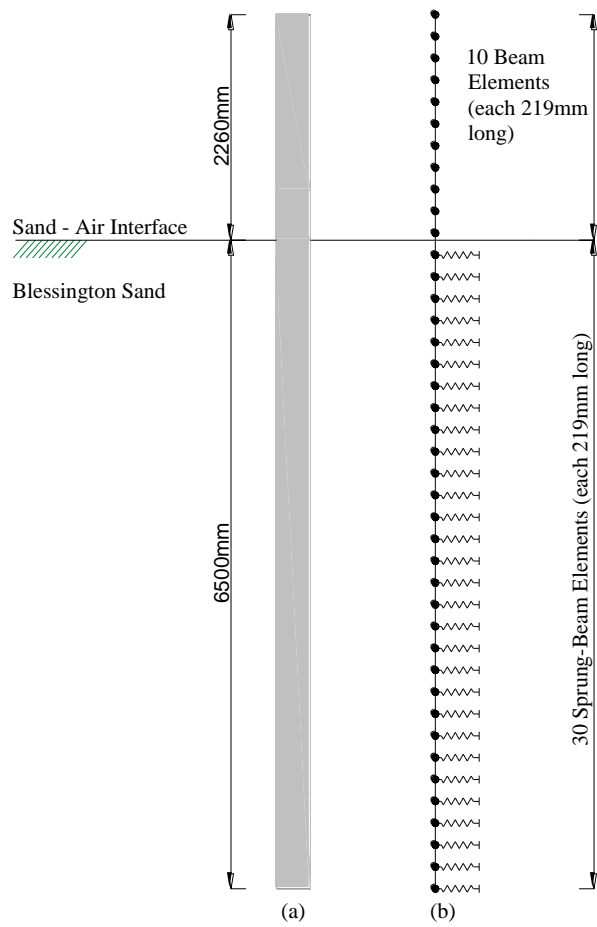 10 Beam
Elements
(each 219mm
long)
2260mm
Sand - Air Interface
Blessington Sand
6500mm
30 Sprung-Beam Elements (each 219mm long)
(a)
(b)